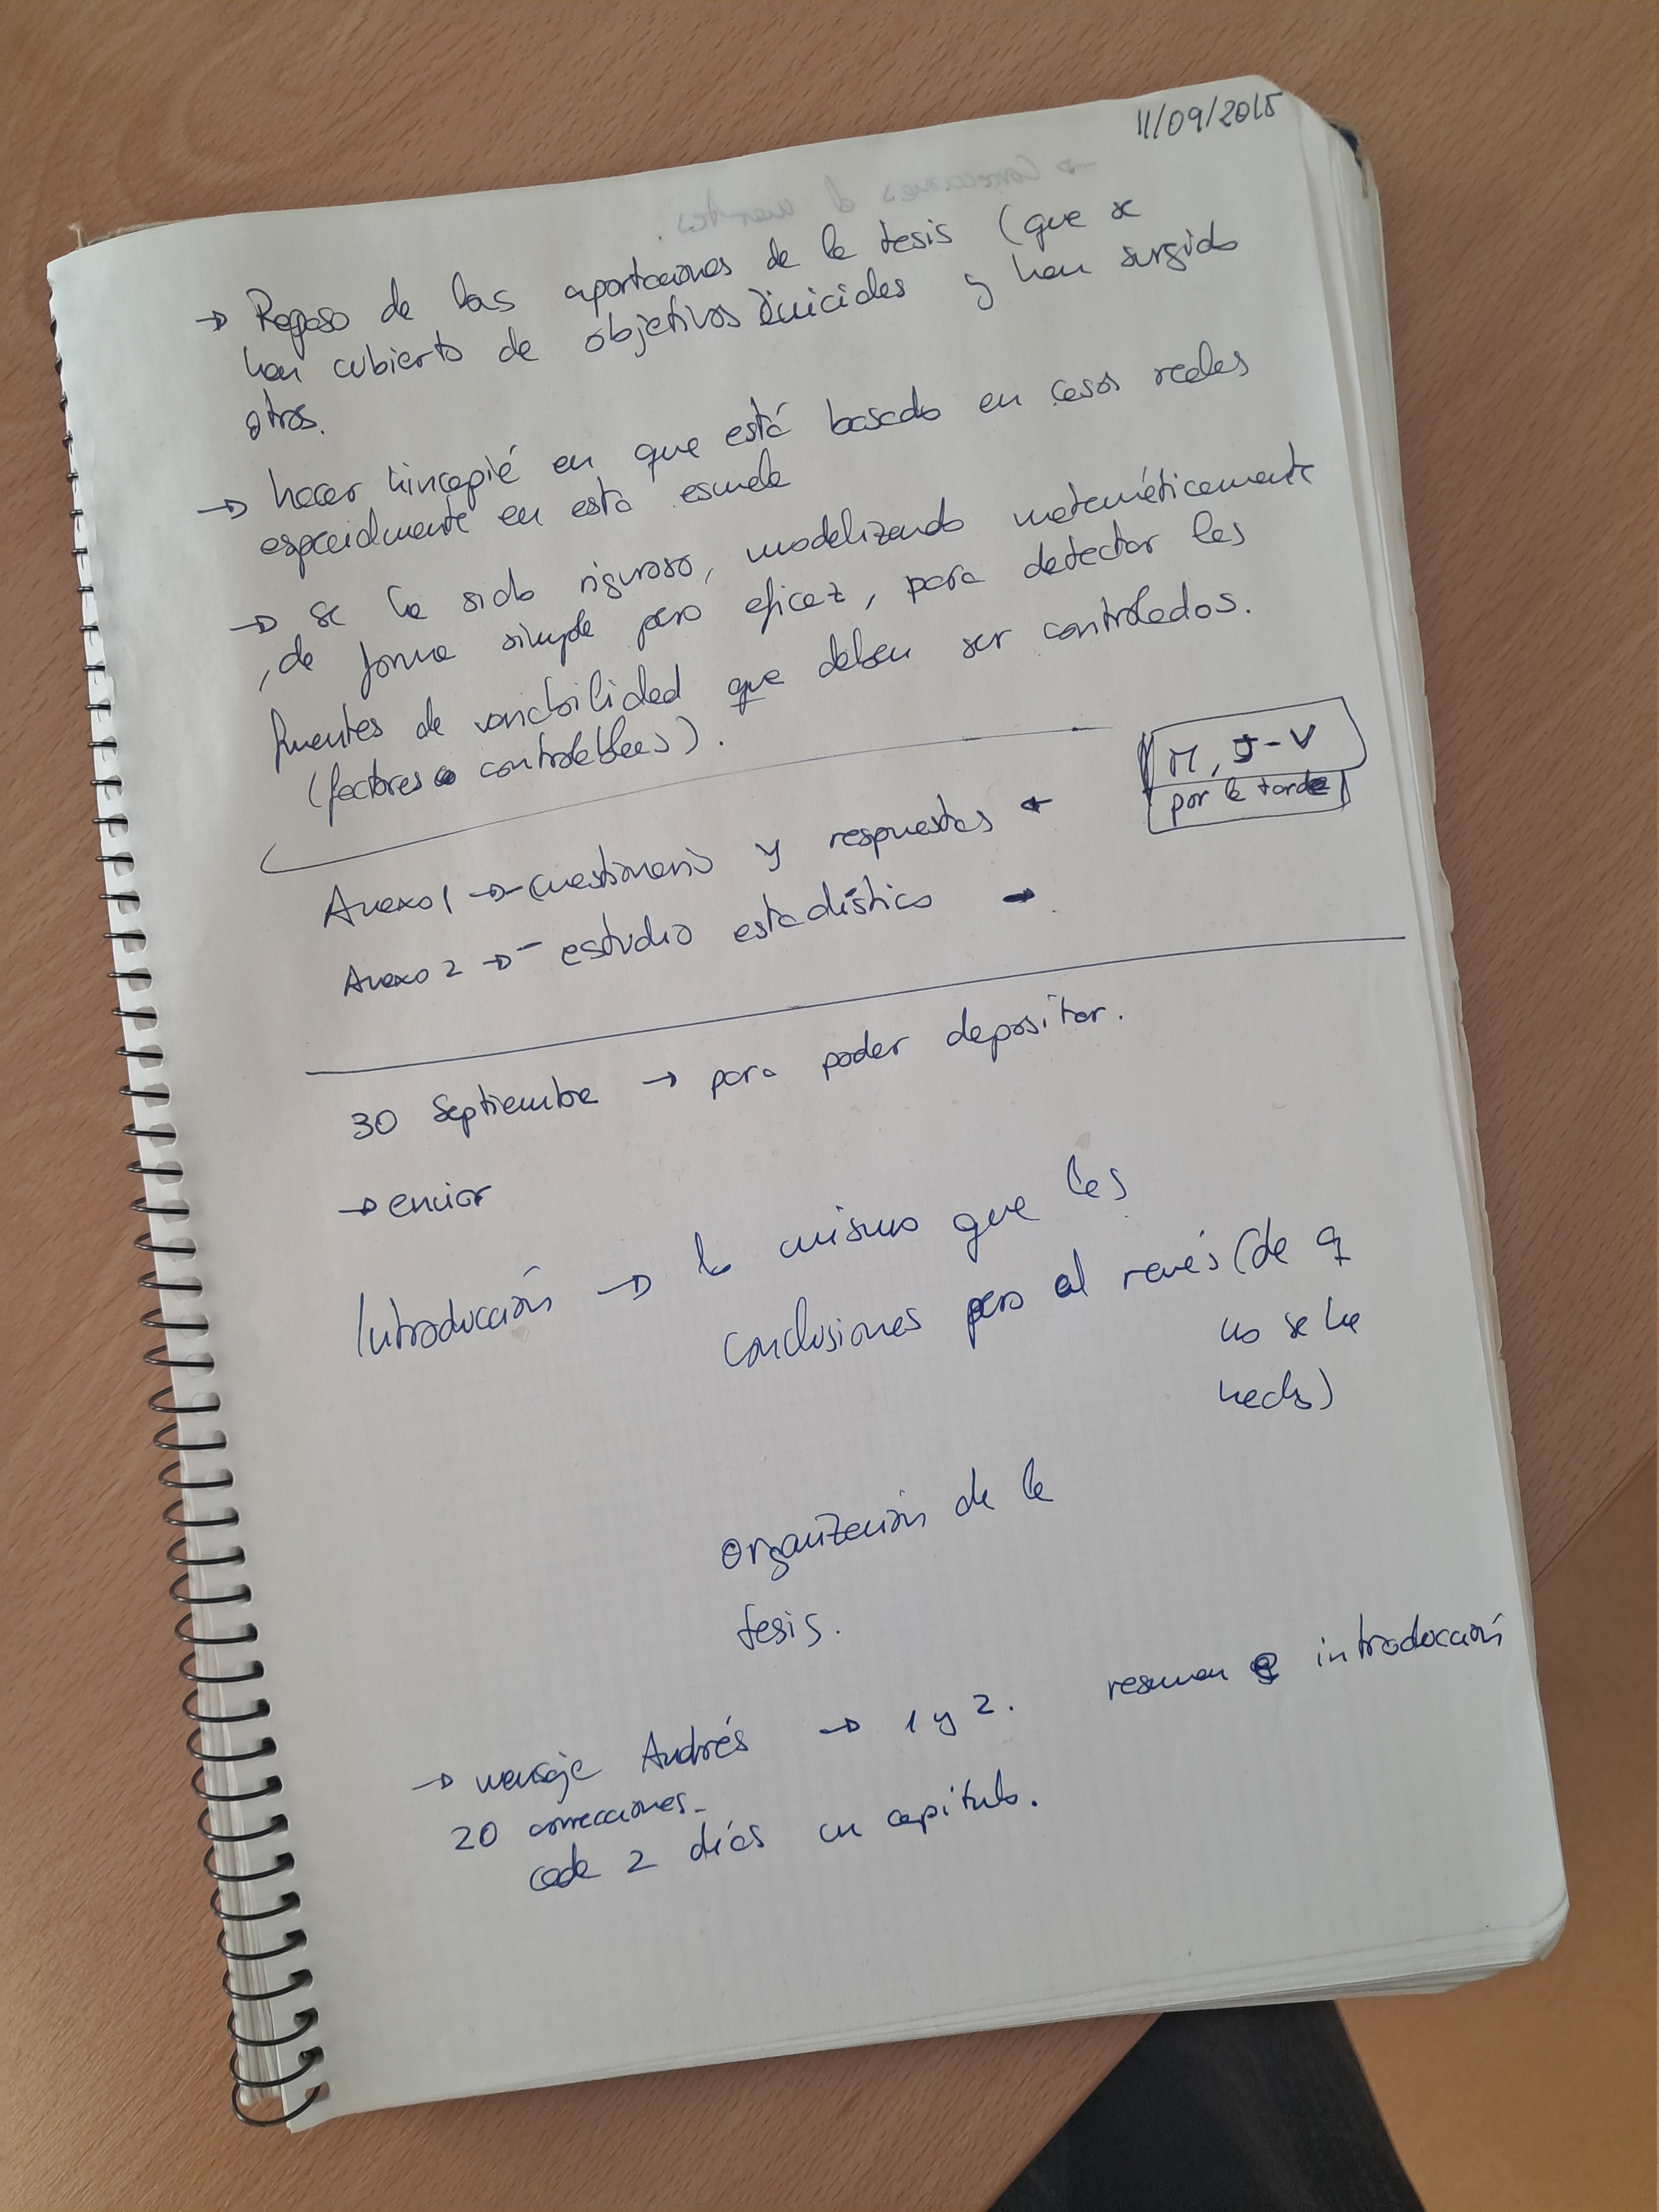 11/09/2015
→ Repaso de las aportaciones de la tesis (que se
han cubierto de objetivos iniciales y han surgido
otros.
→ hacer hincapié en que está basado en casos reales
especialmente en esta escuela
→ se ha sido riguroso, modelizando matemáticamente
, de forma simple pero eficaz, para detectar las
fuentes de variabilidad que deben ser controlados.
(factores controlables).
M, J-V
por la tarde
Anexo 1 → - cuestionario y respuestas ←
Anexo 2 → - estudio estadístico
30 Septiembre → para poder depositar.
→ enviar
Introducción → lo mismo que las
conclusiones pero al revés (de q
no se ha
hecho)
organización de la
tesis.
→ mensaje Andrés → 1 y 2. resumen introducción
20 correcciones.
cada 2 días un capítulo.